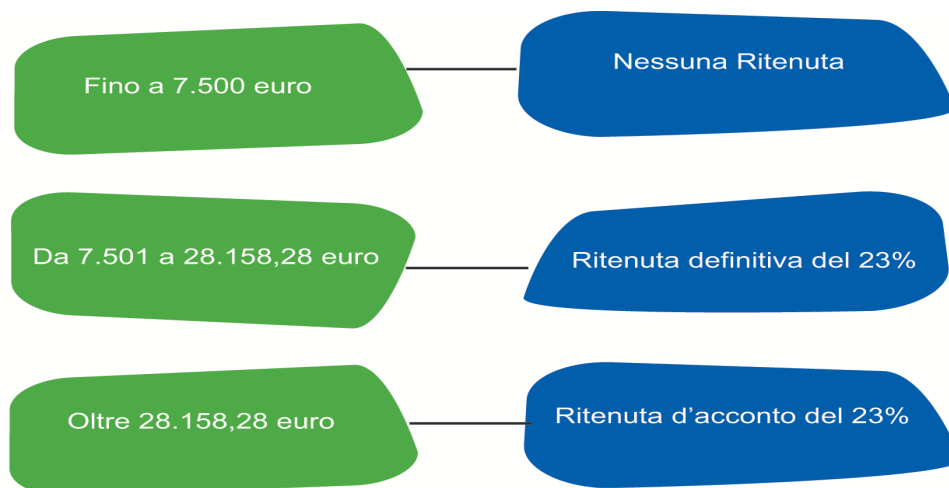 Fino a 7.500 euro
Nessuna Ritenuta
Da 7.501 a 28.158,28 euro
Ritenuta definitiva del 23%
Oltre 28.158,28 euro
Ritenuta d'acconto del 23%